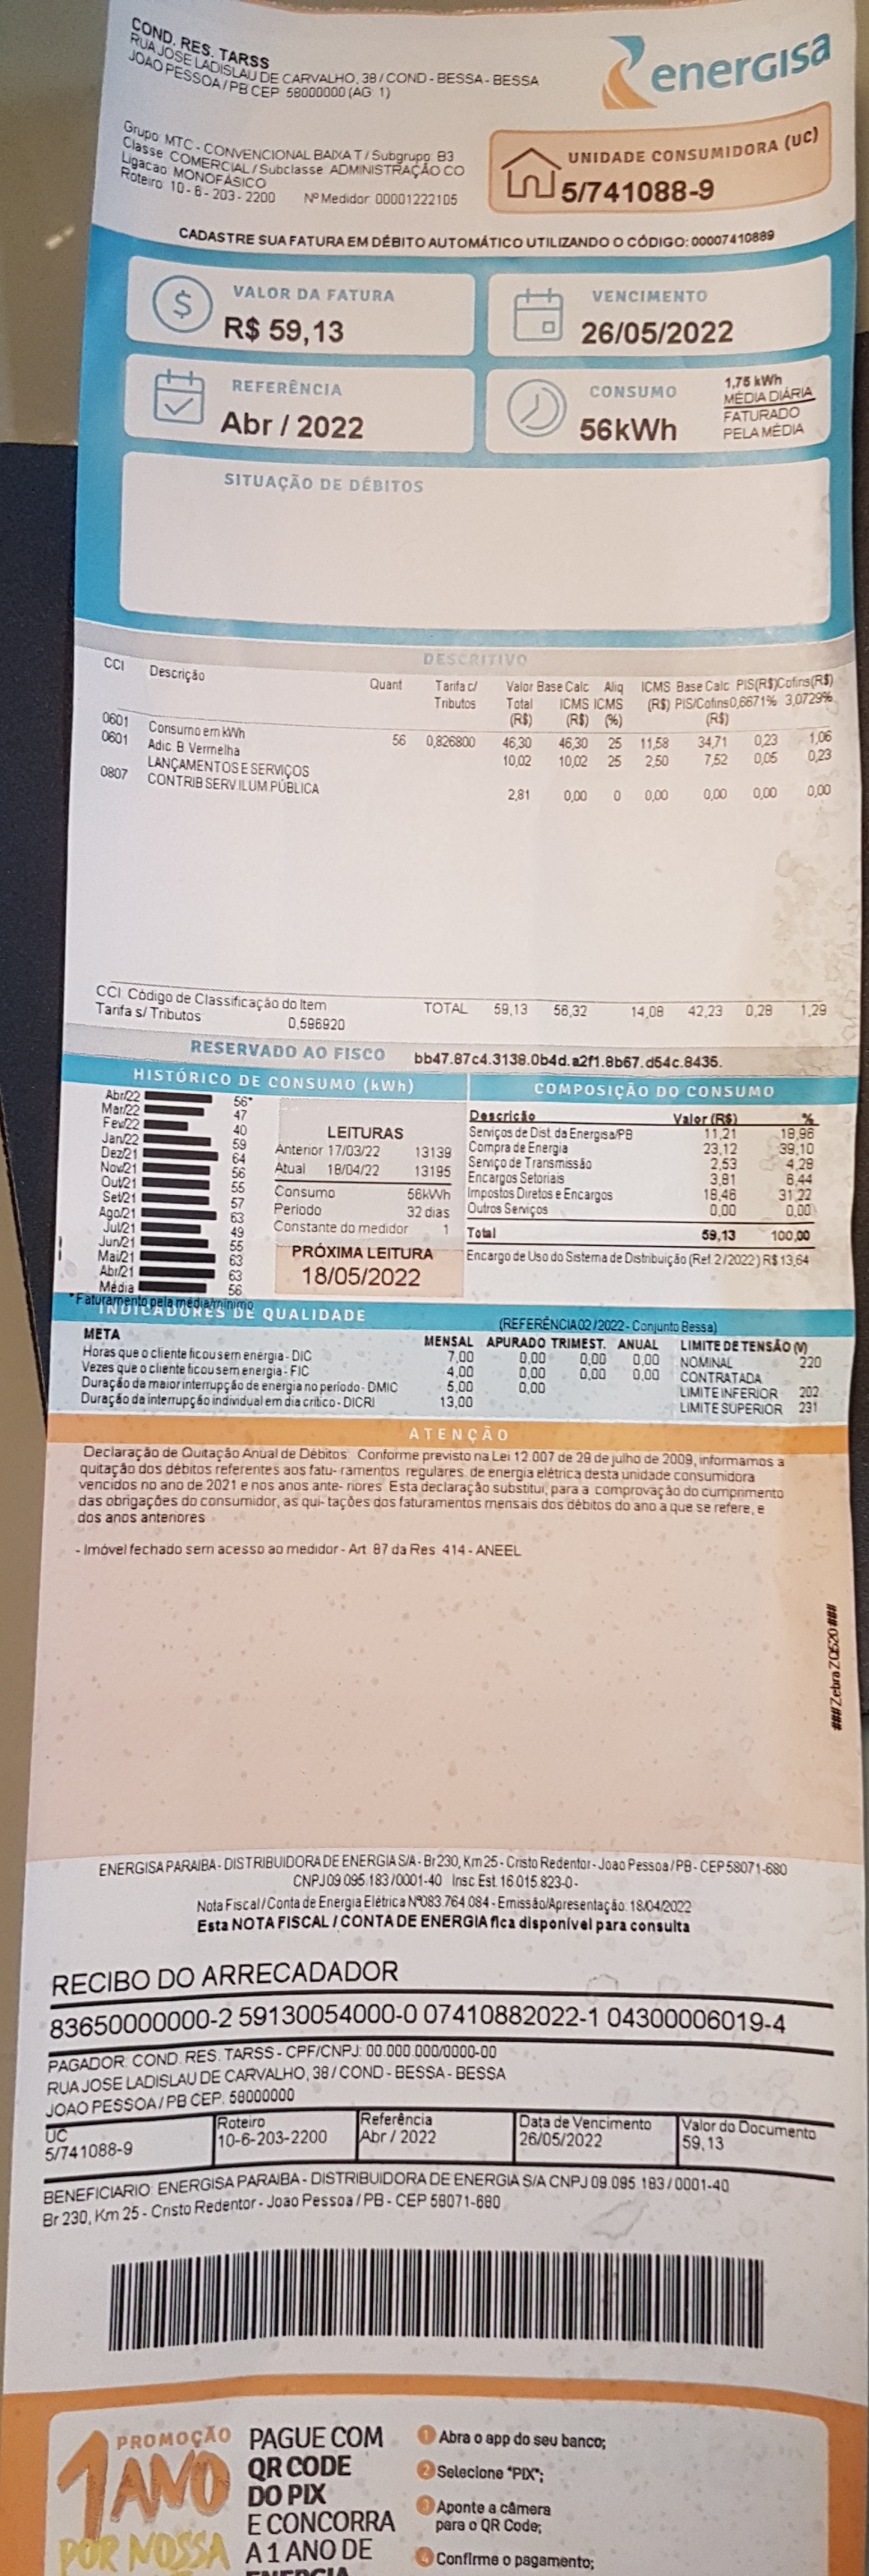 COND. RES. TARSS
RUA JOSE LADISLAU DE CARVALHO, 38 / COND - BESSA - BESSA
JOAO PESSOA / PB CEP 58000000 (AG: 1)
energisa
Grupo: MTC - CONVENCIONAL BAIXA T / Subgrupo: B3
Classe: COMERCIAL / Subclasse: ADMINISTRAÇÃO CO
Ligacao: MONOFÁSICO
Roteiro: 10 - 6 - 203 - 2200 Nº Medidor: 00001222105
UNIDADE CONSUMIDORA (UC)
5/741088-9
CADASTRE SUA FATURA EM DÉBITO AUTOMÁTICO UTILIZANDO O CÓDIGO: 00007410889
VALOR DA FATURA
R$ 59,13
VENCIMENTO
26/05/2022
REFERÊNCIA
Abr / 2022
CONSUMO
56kWh
1,75 kWh
MÉDIA DIÁRIA
FATURADO
PELA MÉDIA
SITUAÇÃO DE DÉBITOS
DESCRITIVO
CCI Descrição Quant Tarifa c/ Valor Base Calc Aliq ICMS Base Calc PIS(R$) Cofins(R$)
Tributos Total ICMS ICMS (R$) PIS/Cofins 0,6671% 3,0729%
(R$) (R$) (%) (R$)
0601 Consumo em kWh 56 0,826800 46,30 46,30 25 11,58 34,71 0,23 1,06
0601 Adic. B. Vermelha 10,02 10,02 25 2,50 7,52 0,05 0,23
LANÇAMENTOS E SERVIÇOS
0807 CONTRIB SERV ILUM PÚBLICA 2,81 0,00 0 0,00 0,00 0,00 0,00
CCI: Código de Classificação do Item TOTAL 59,13 56,32 14,08 42,23 0,28 1,29
Tarifa s/ Tributos 0,596920
RESERVADO AO FISCO bb47.87c4.3138.0b4d.a2f1.8b67.d54c.8435.
HISTÓRICO DE CONSUMO (kWh)
Abr/22 56*
Mar/22 47
Fev/22 40
Jan/22 59
Dez/21 64
Nov/21 56
Out/21 55
Set/21 57
Ago/21 63
Jul/21 49
Jun/21 55
Mai/21 63
Abr/21 63
Média 56
*Faturamento pela média/mínimo
LEITURAS
Anterior 17/03/22 13139
Atual 18/04/22 13195
Consumo 56kWh
Período 32 dias
Constante do medidor 1
PRÓXIMA LEITURA
18/05/2022
COMPOSIÇÃO DO CONSUMO
Descrição Valor (R$) %
Serviços de Dist. da Energisa/PB 11,21 18,96
Compra de Energia 23,12 39,10
Serviço de Transmissão 2,53 4,28
Encargos Setoriais 3,81 6,44
Impostos Diretos e Encargos 18,46 31,22
Outros Serviços 0,00 0,00
Total 59,13 100,00
Encargo de Uso do Sistema de Distribuição (Ref. 2/2022) R$ 13,64
INDICADORES DE QUALIDADE (REFERÊNCIA 02/2022 - Conjunto Bessa)
META MENSAL APURADO TRIMEST. ANUAL LIMITE DE TENSÃO (V)
Horas que o cliente ficou sem energia - DIC 7,00 0,00 0,00 0,00 NOMINAL 220
Vezes que o cliente ficou sem energia - FIC 4,00 0,00 0,00 0,00 CONTRATADA
Duração da maior interrupção de energia no período - DMIC 5,00 0,00 LIMITE INFERIOR 202
Duração da interrupção individual em dia crítico - DICRI 13,00 LIMITE SUPERIOR 231
ATENÇÃO
Declaração de Quitação Anual de Débitos Conforme previsto na Lei 12.007 de 29 de julho de 2009, informamos a
quitação dos débitos referentes aos fatu- ramentos regulares, de energia elétrica desta unidade consumidora
vencidos no ano de 2021 e nos anos ante- riores. Esta declaração substitui, para a comprovação do cumprimento
das obrigações do consumidor, as qui- tações dos faturamentos mensais dos débitos do ano a que se refere, e
dos anos anteriores
- Imóvel fechado sem acesso ao medidor - Art. 87 da Res. 414 - ANEEL
###Zebra ZQ520 ###
ENERGISA PARAIBA - DISTRIBUIDORA DE ENERGIA S/A - Br 230, Km 25 - Cristo Redentor - Joao Pessoa / PB - CEP 58071-680
CNPJ 09.095.183/0001-40 Insc Est. 16.015.823-0 -
Nota Fiscal / Conta de Energia Elétrica Nº083.764.084 - Emissão/Apresentação: 18/04/2022
Esta NOTA FISCAL / CONTA DE ENERGIA fica disponível para consulta
RECIBO DO ARRECADADOR
83650000000-2 59130054000-0 07410882022-1 04300006019-4
PAGADOR: COND. RES. TARSS - CPF/CNPJ: 00.000.000/0000-00
RUA JOSE LADISLAU DE CARVALHO, 38 / COND - BESSA - BESSA
JOAO PESSOA / PB CEP. 58000000
UC Roteiro Referência Data de Vencimento Valor do Documento
5/741088-9 10-6-203-2200 Abr / 2022 26/05/2022 59,13
BENEFICIARIO: ENERGISA PARAIBA - DISTRIBUIDORA DE ENERGIA S/A CNPJ 09.095.183 / 0001-40
Br 230, Km 25 - Cristo Redentor - Joao Pessoa / PB - CEP 58071-680
PROMOÇÃO
1 ANO
POR NOSSA
PAGUE COM
QR CODE
DO PIX
E CONCORRA
A 1 ANO DE
ENERGIA
1 Abra o app do seu banco;
2 Selecione "PIX";
3 Aponte a câmera
para o QR Code;
4 Confirme o pagamento;